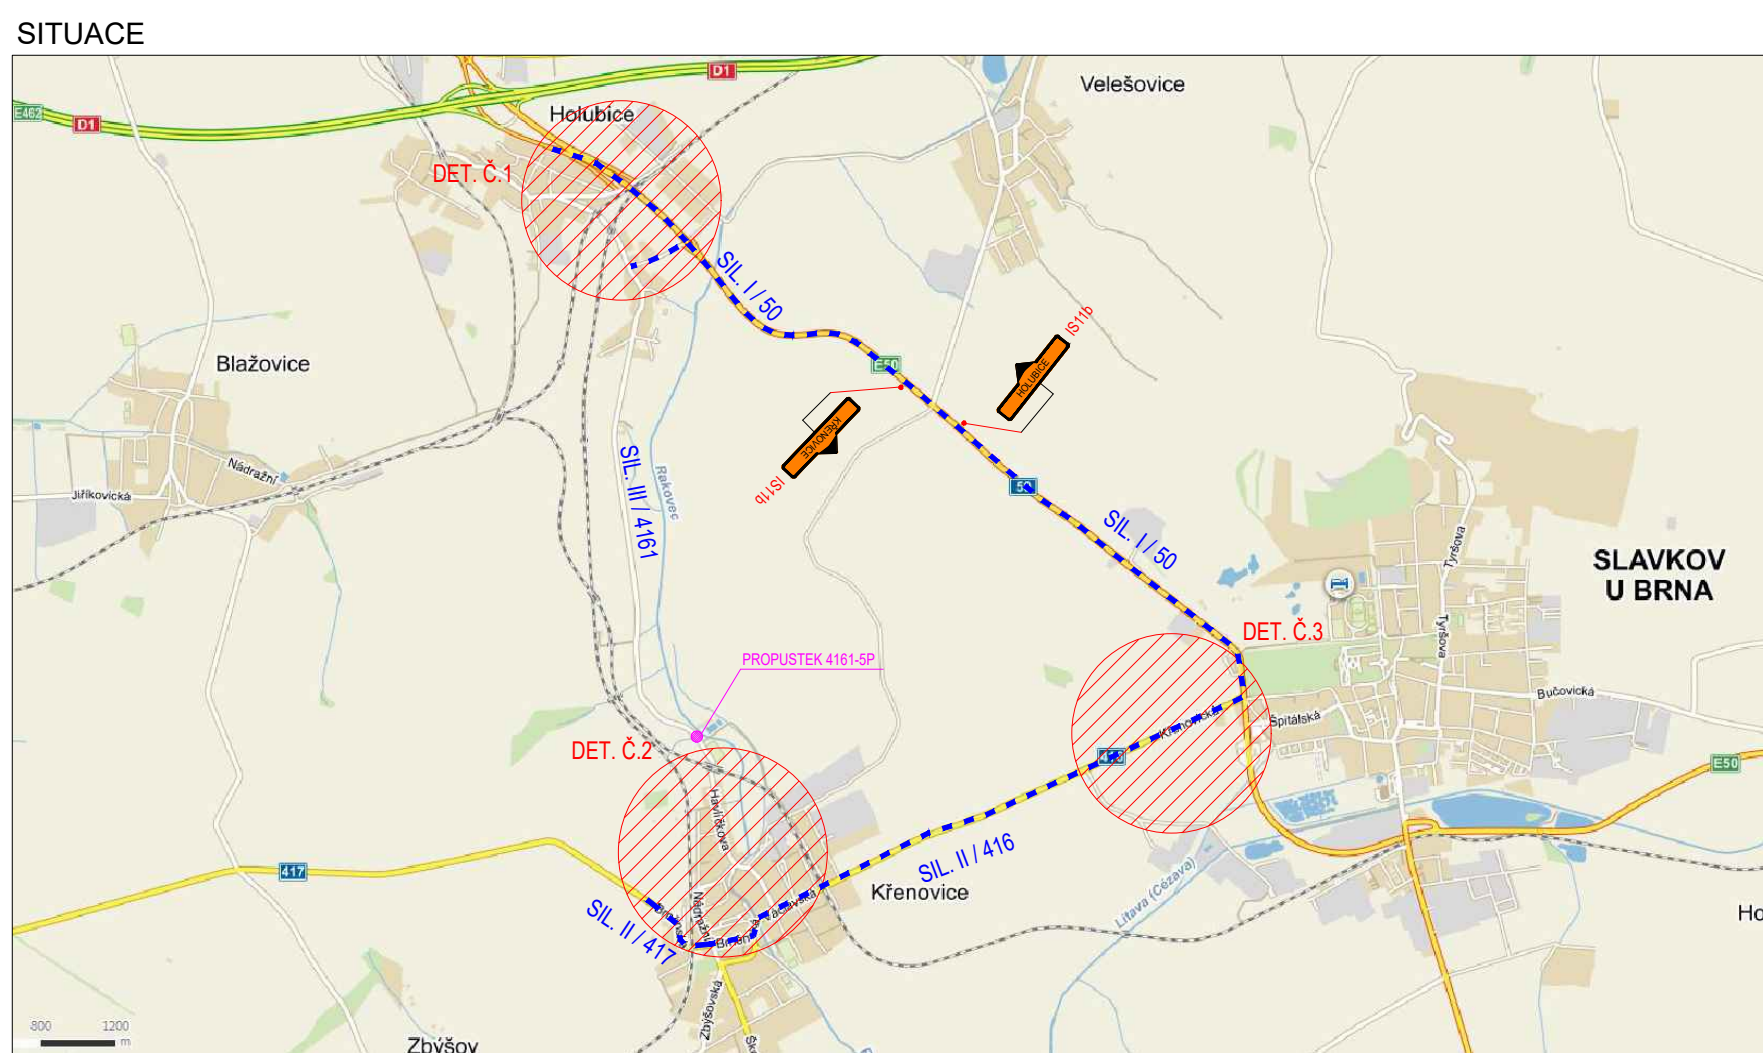 SITUACE
D1
Velešovice
E462
D1
Holubice
DET. Č.1
SIL. I / 50
IS11b
HOLUBICE
E50
Blažovice
KŘENOVICE
IS11b
Nádražní
Jiříkovická
SIL. III / 4161
Rakovec
50
SIL. I / 50
Tyršova
SLAVKOV
U BRNA
DET. Č.3
Tyršova
PROPUSTEK 4161-5P
Bučovická
Křenovická
Špitálská
DET. Č.2
E50
Havlíčkova
SIL. II / 416
417
Křenovice
Nádražní
Václavská
SIL. II / 417
Litava (Cézava)
Ho
Zbýšovská
800
1200
m
Zbýšov